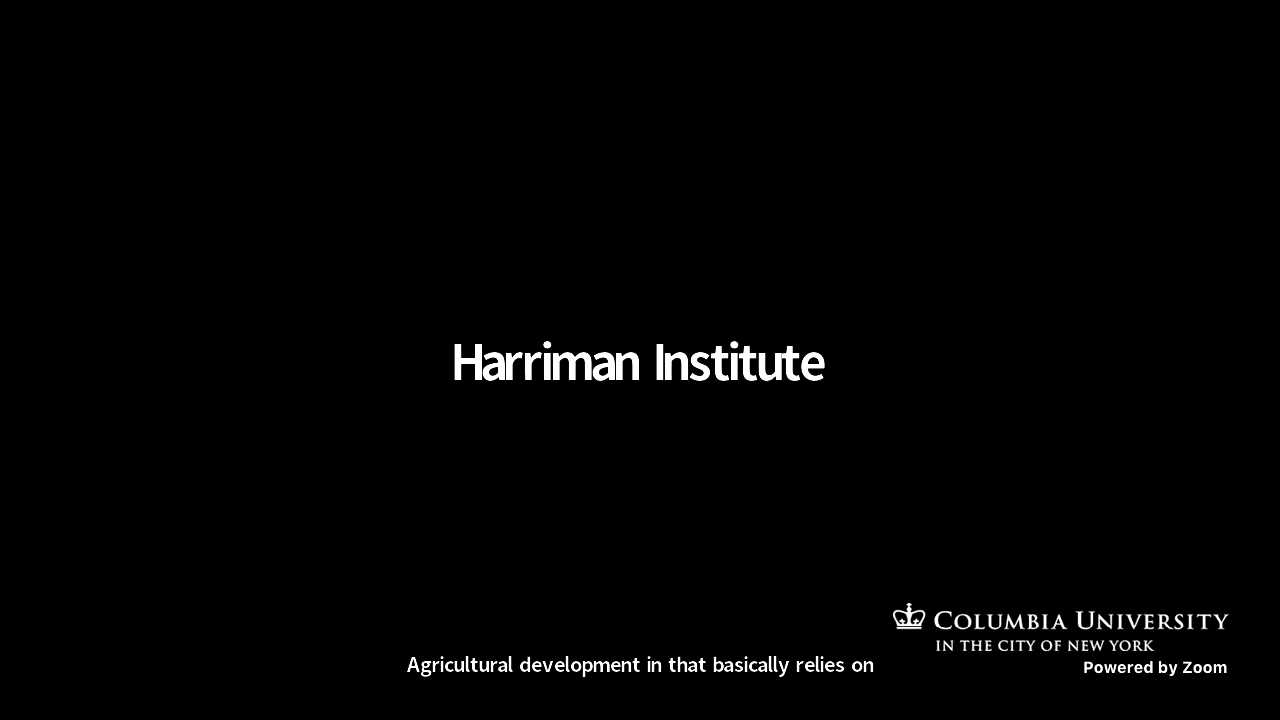 Harriman Institute
COLUMBIA UNIVERSITY
IN THE CITY OF NEW YORK
Agricultural development in that basically relies on
Powered by Zoom